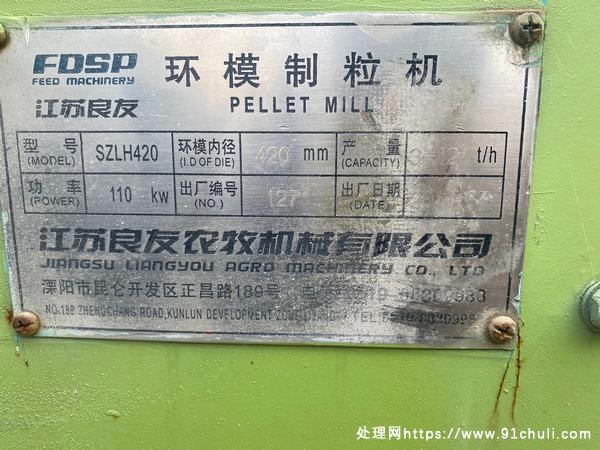 FDSP 环模制粒机
FEED MACHINERY PELLET MILL
江苏良友
型号 SZLH420 环模内径 420 mm 产量 t/h
(MODEL) (I.D OF DIE) (CAPACITY)
功率 110 kw 出厂编号 127 出厂日期
(POWER) (NO.) (DATE)
江苏良友农牧机械有限公司
JIANGSU LIANGYOU AGRO MACHINERY CO., LTD
溧阳市昆仑开发区正昌路189号
NO.189 ZHENGCHANG ROAD,KUNLUN DEVELOPMENT
处理网https://www.91chuli.com/